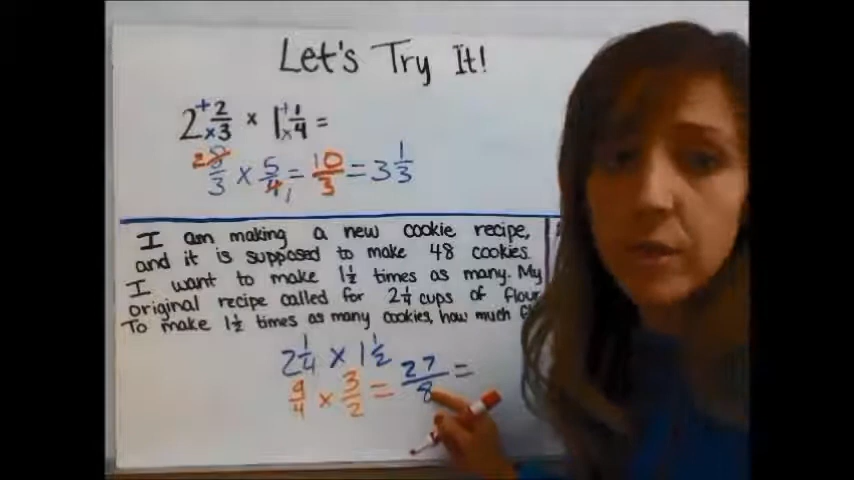 Let's Try It!
2 + 2/3 x × 1 + 1/4 x =
2 8/3 × 5/4 1 = 10/3 = 3 1/3
I am making a new cookie recipe,
and it is supposed to make 48 cookies.
I want to make 1 1/2 times as many. My
original recipe called for 2 1/4 cups of flour
To make 1 1/2 times as many cookies, how much
2 1/4 × 1 1/2
9/4 × 3/2 = 27/8 =